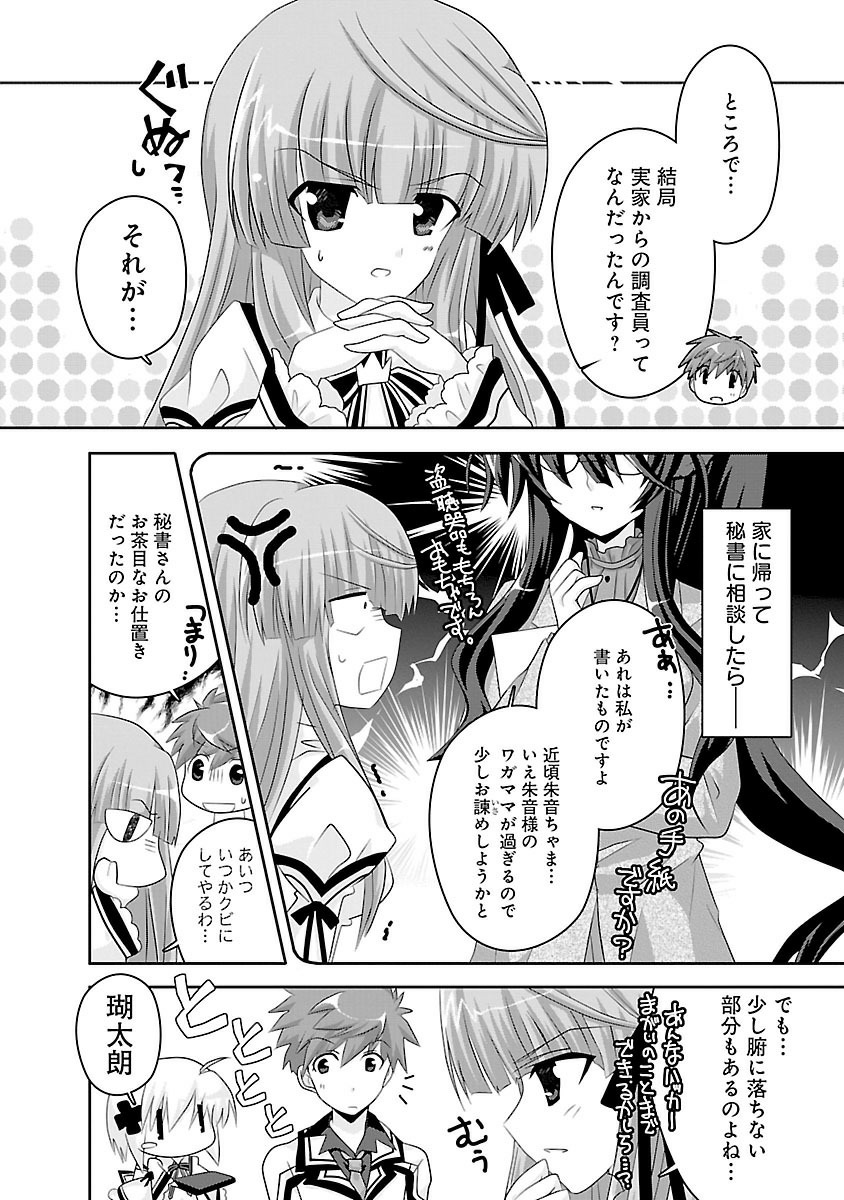 ところで…
結局
実家からの調査員って
なんだったんです？
ぐぬっ…
それが…
家に帰って
秘書に相談したら──
あぁ…
あの手紙
ですか？
あれは私が
書いたものですよ
近頃朱音ちゃま…
いえ朱音様の
ワガママが過ぎるので
少しお諫めしようかと
いさ
盗聴器ももちろん
おもちゃです。
つまり…
秘書さんの
お茶目なお仕置き
だったのか…
あいつ
いつかクビに
してやるわ…
でも…
少し腑に落ちない
部分もあるのよね…
あんなハッカー
まがいのことまで
できるかしら…？
むぅ
とととと
瑚太朗